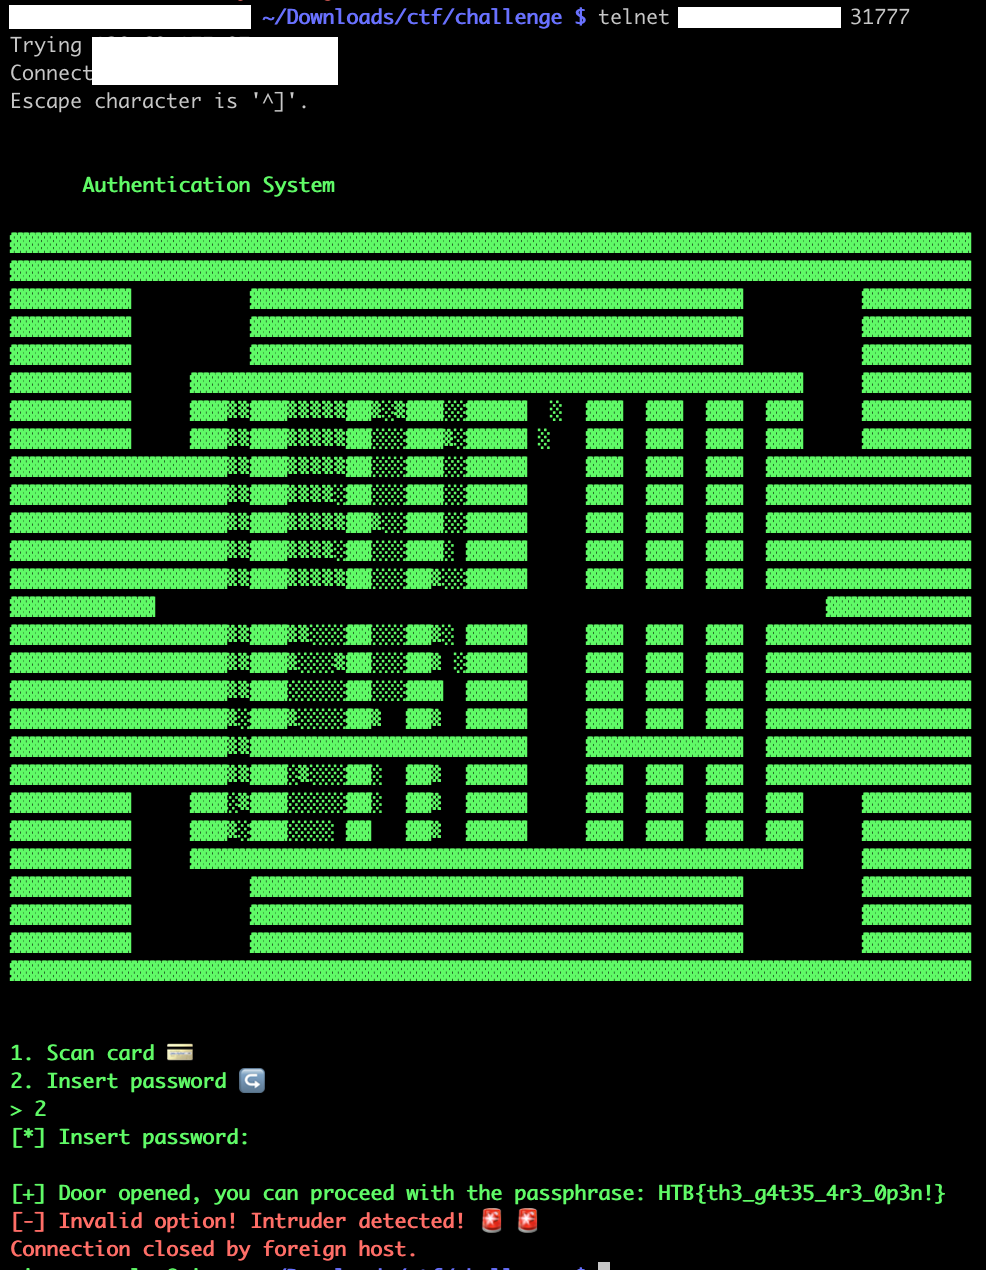 ~/Downloads/ctf/challenge $ telnet 31777
Trying
Connect
Escape character is '^]'.
Authentication System
1. Scan card 💳
2. Insert password ↪️
> 2
[*] Insert password:
[+] Door opened, you can proceed with the passphrase: HTB{th3_g4t35_4r3_0p3n!}
[-] Invalid option! Intruder detected! 🚨 🚨
Connection closed by foreign host.